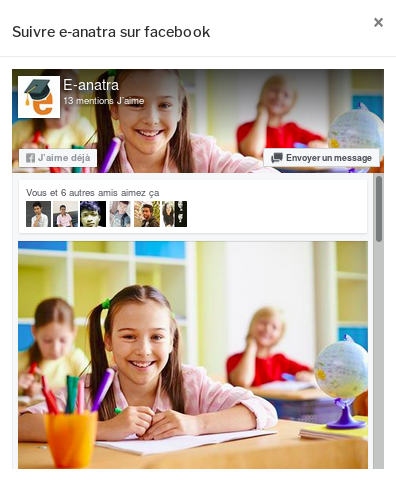 Suivre e-anatra sur facebook
×
E-anatra
13 mentions J'aime
J'aime déjà
Envoyer un message
Vous et 6 autres amis aimez ça